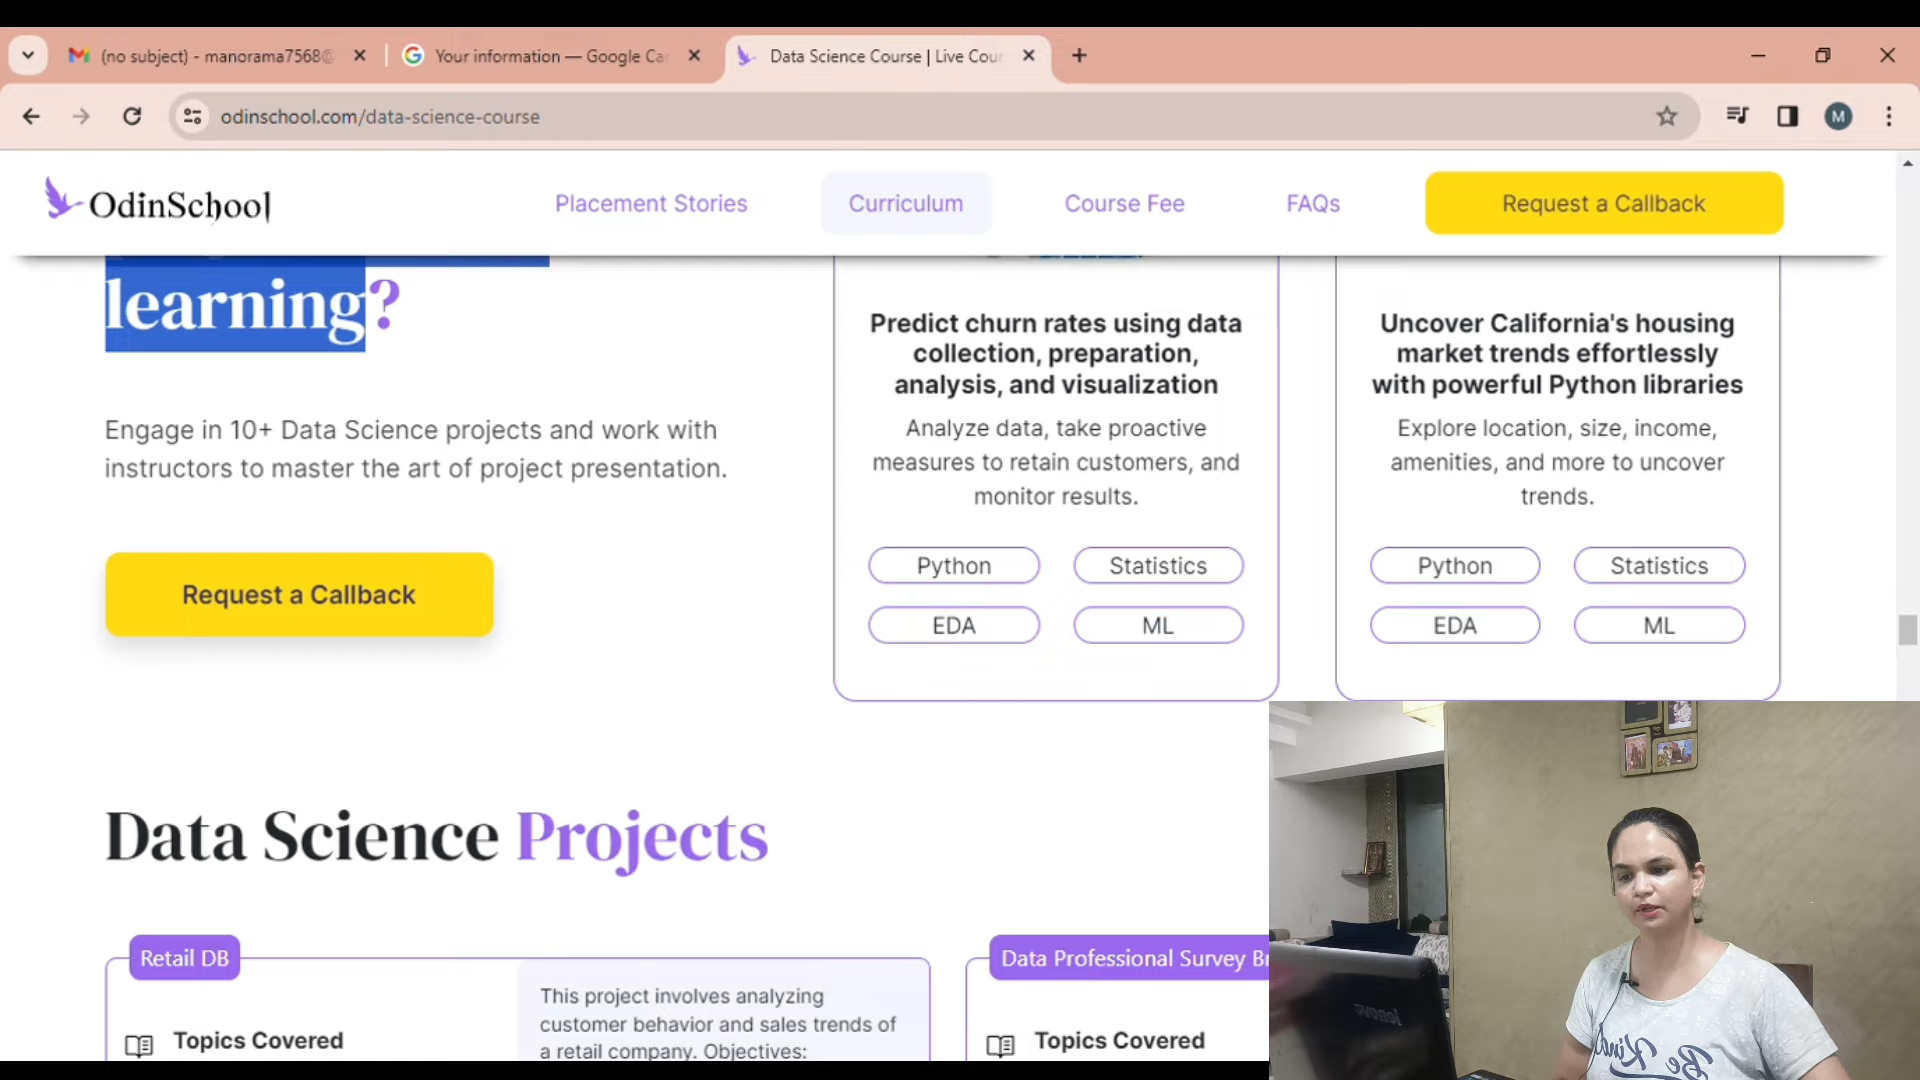 (no subject) - manorama7568@
Your information — Google Car
Data Science Course | Live Cour
odinschool.com/data-science-course
M
OdinSchool
Placement Stories
Curriculum
Course Fee
FAQs
Request a Callback
learning?
Engage in 10+ Data Science projects and work with
instructors to master the art of project presentation.
Request a Callback
Predict churn rates using data
collection, preparation,
analysis, and visualization
Analyze data, take proactive
measures to retain customers, and
monitor results.
Python
Statistics
EDA
ML
Uncover California's housing
market trends effortlessly
with powerful Python libraries
Explore location, size, income,
amenities, and more to uncover
trends.
Python
Statistics
EDA
ML
Data Science Projects
Retail DB
Topics Covered
This project involves analyzing
customer behavior and sales trends of
a retail company. Objectives:
Data Professional Survey Br
Topics Covered
lenovo
Be Kind